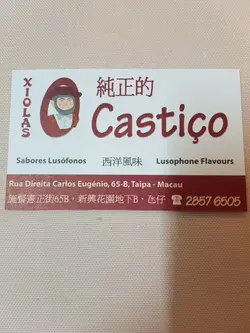 XIOLAS
純正的
Castiço
Sabores Lusófonos 西洋風味 Lusophone Flavours
Rua Direita Carlos Eugénio, 65-B, Taipa - Macau
施督憲正街65B，新興花園地下B，氹仔 ☎ 2857 6505